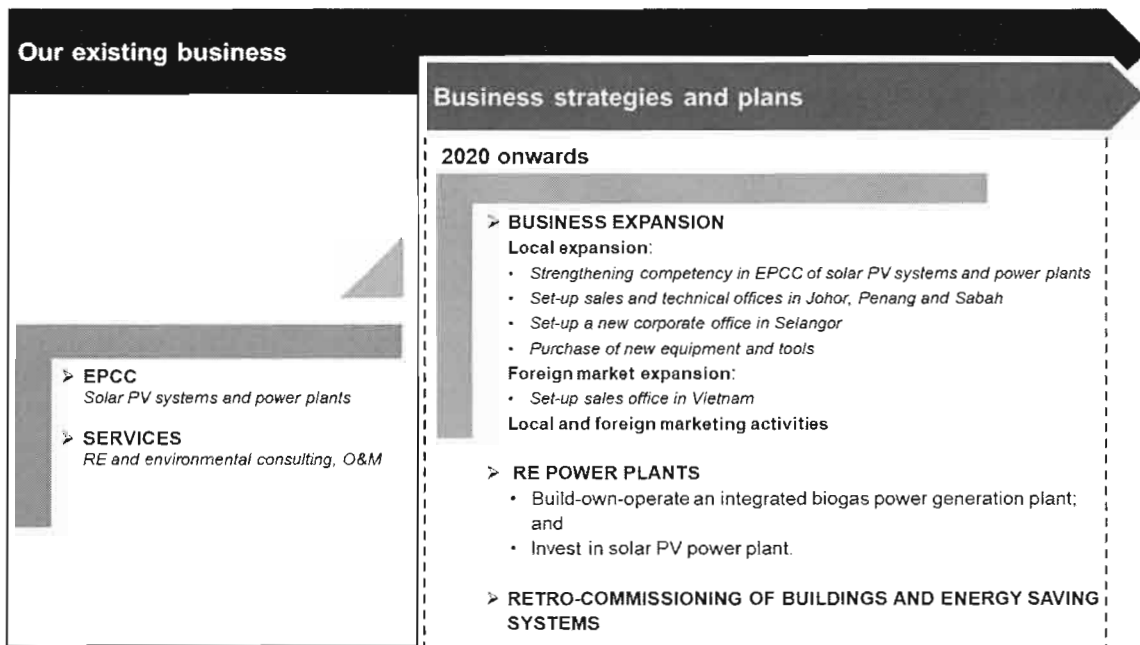 Our existing business
➢ EPCC
Solar PV systems and power plants
➢ SERVICES
RE and environmental consulting, O&M
Business strategies and plans
2020 onwards
➢ BUSINESS EXPANSION
Local expansion:
• Strengthening competency in EPCC of solar PV systems and power plants
• Set-up sales and technical offices in Johor, Penang and Sabah
• Set-up a new corporate office in Selangor
• Purchase of new equipment and tools
Foreign market expansion:
• Set-up sales office in Vietnam
Local and foreign marketing activities
➢ RE POWER PLANTS
• Build-own-operate an integrated biogas power generation plant;
and
• Invest in solar PV power plant.
➢ RETRO-COMMISSIONING OF BUILDINGS AND ENERGY SAVING
SYSTEMS